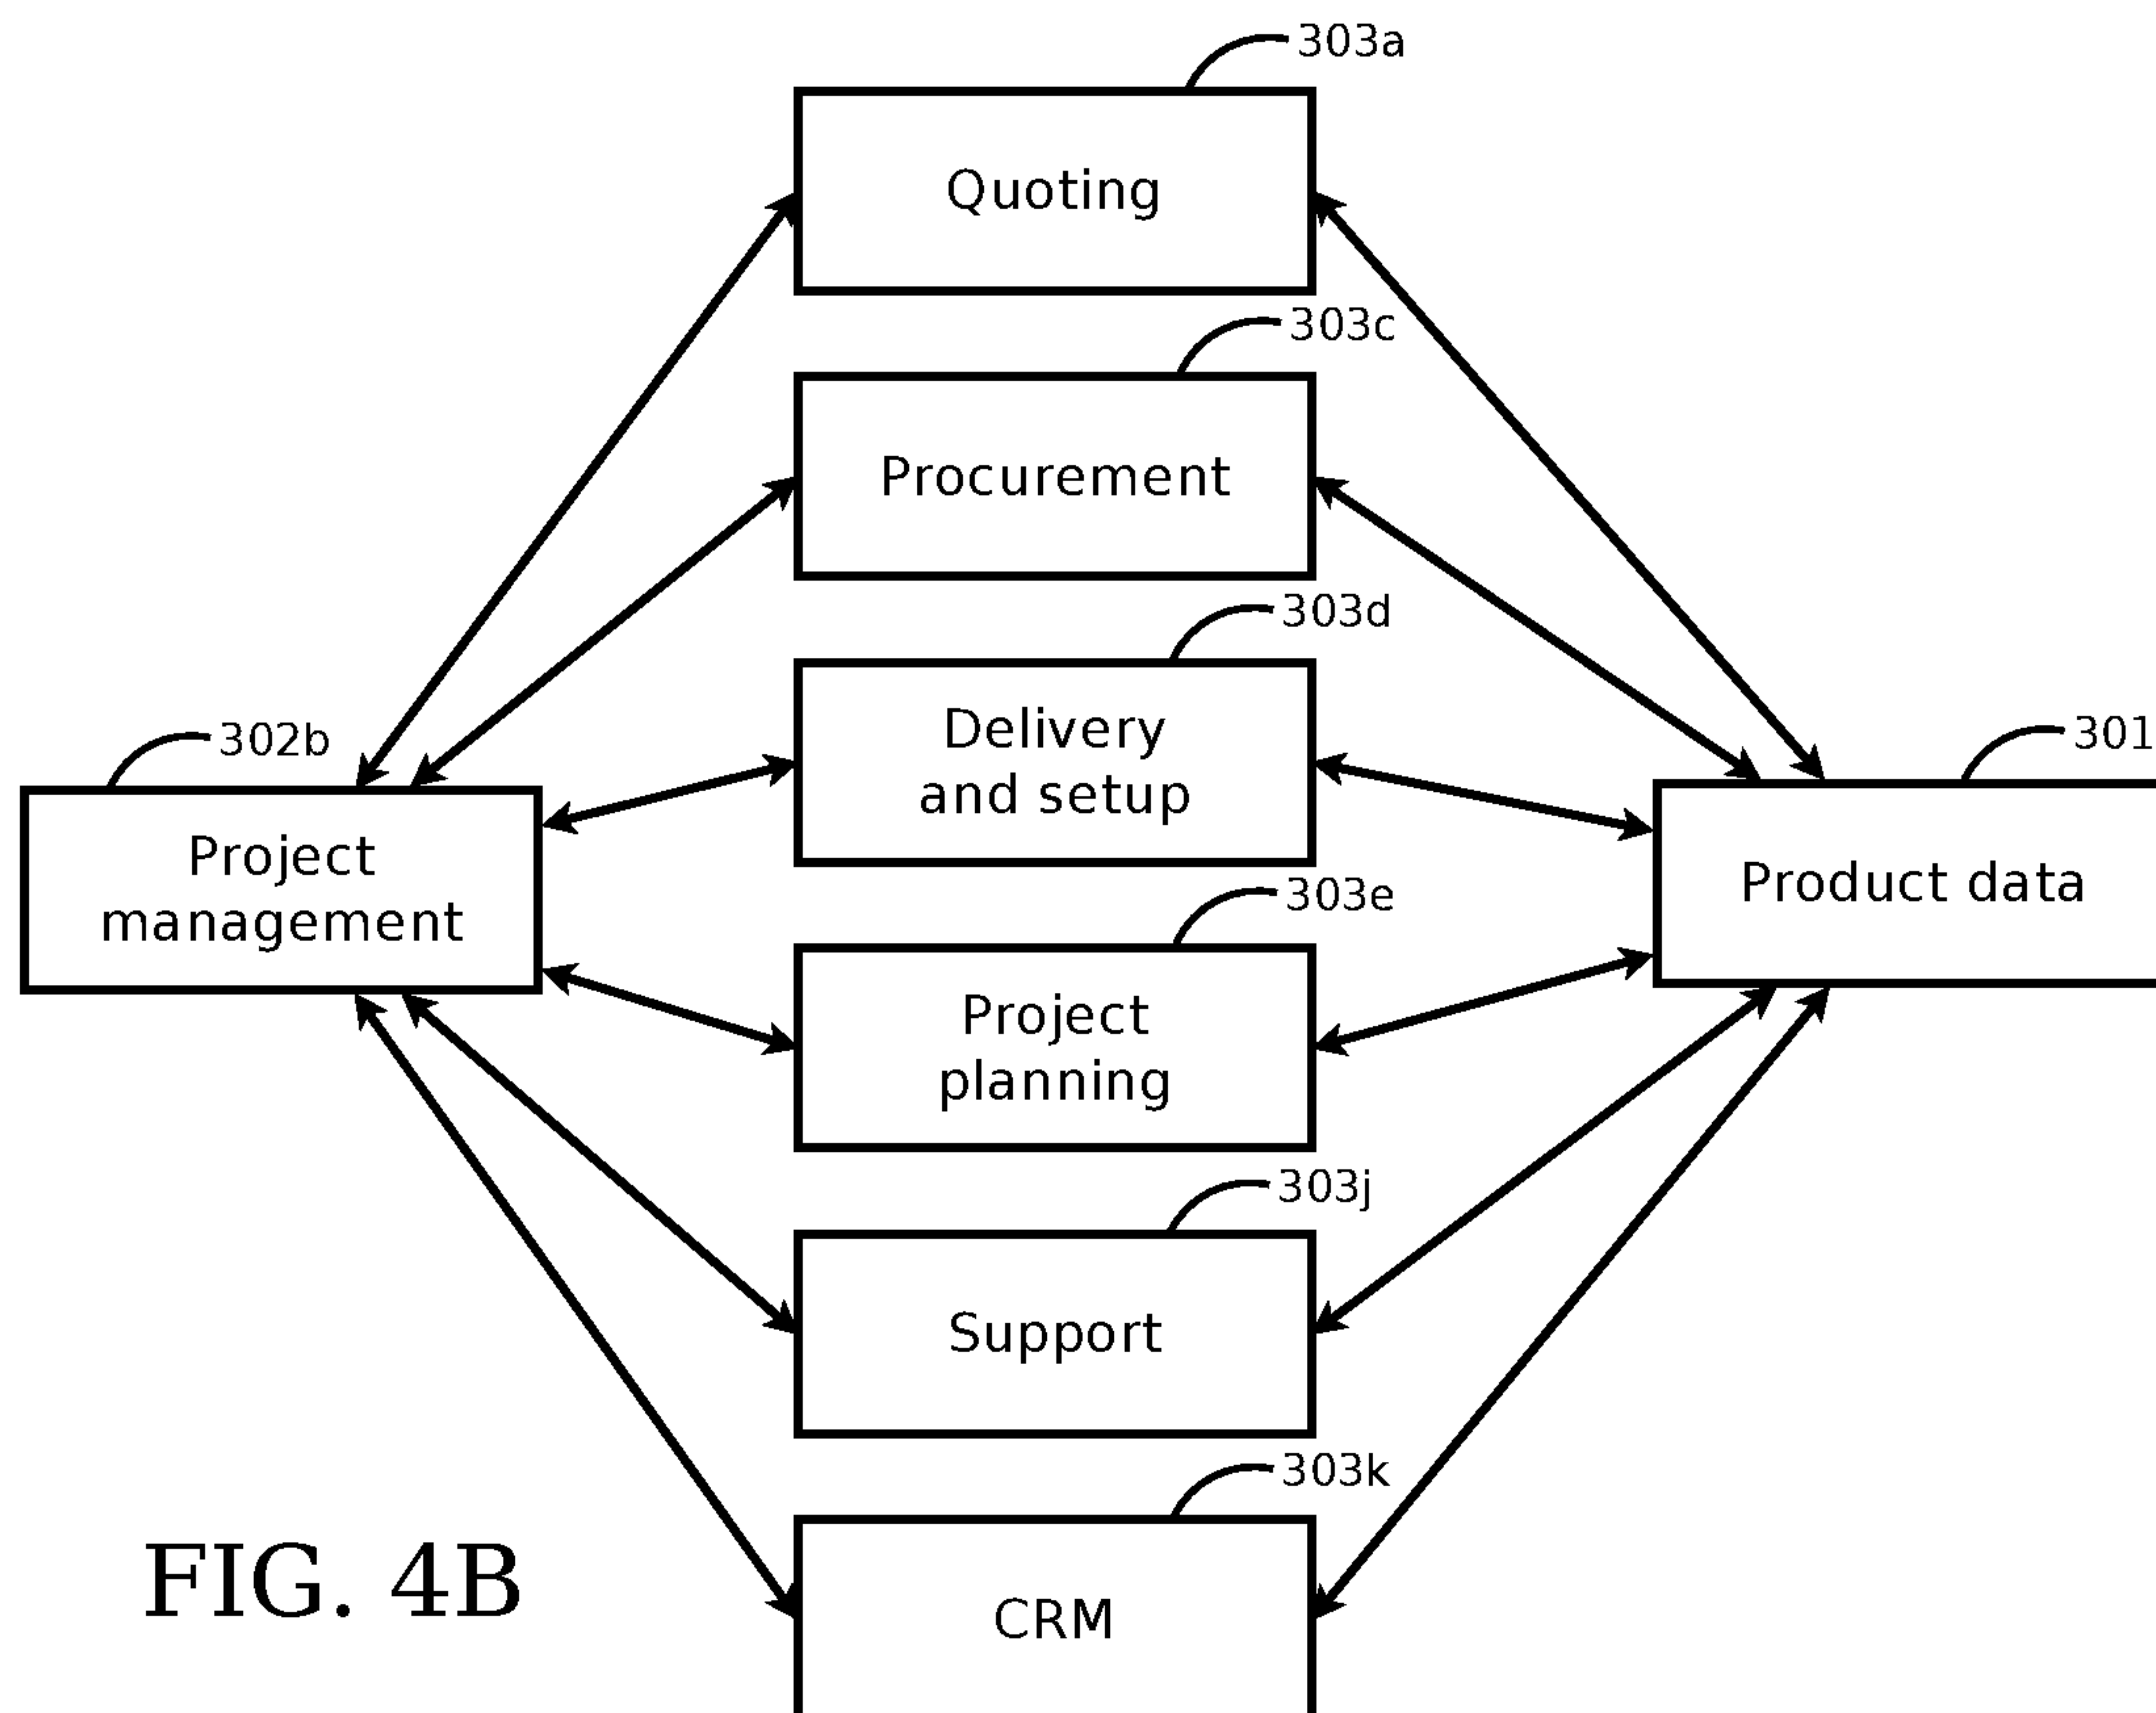 303a
Quoting
303c
Procurement
303d
Delivery
and setup
302b
Project
management
301
Product data
303e
Project
planning
303j
Support
303k
CRM
FIG. 4B